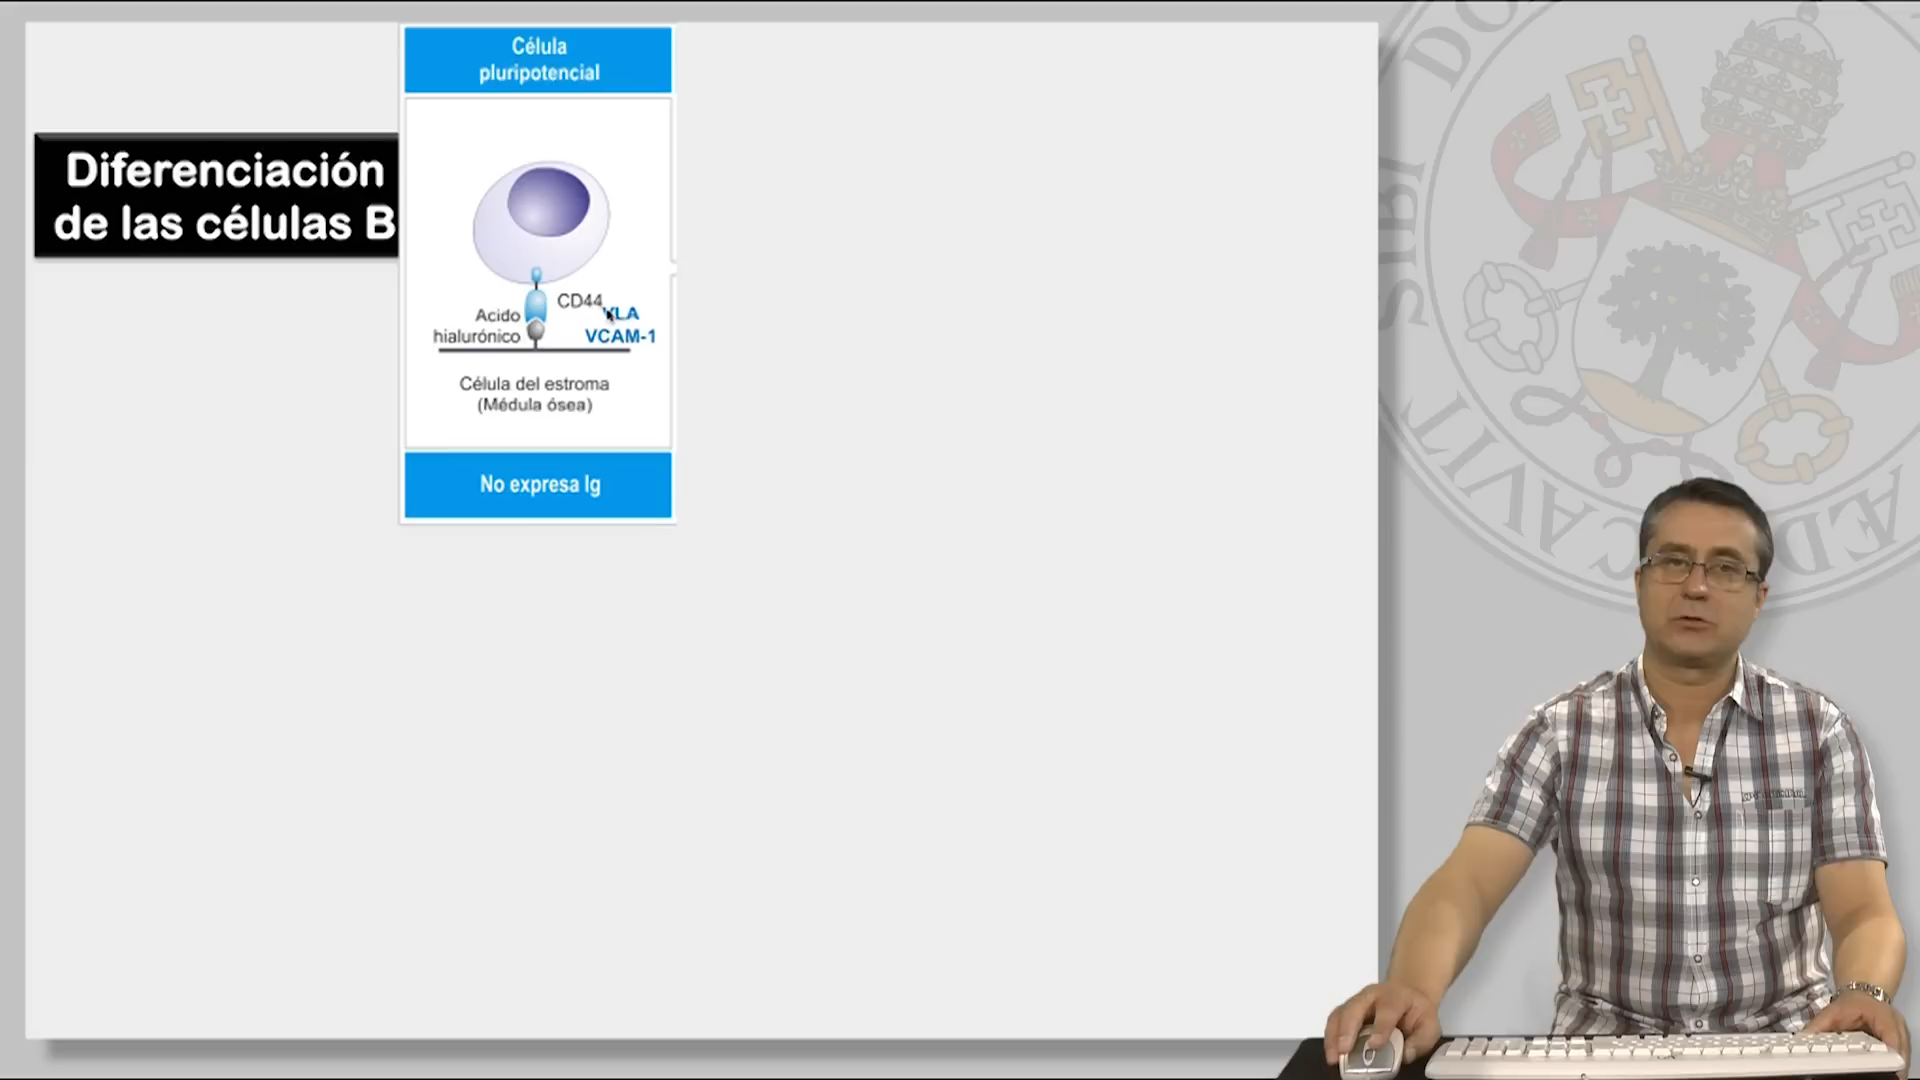 Célula
pluripotencial
Diferenciación
de las células B
CD44
Acido
VLA
hialurónico
VCAM-1
Célula del estroma
(Médula ósea)
No expresa Ig
SIBI